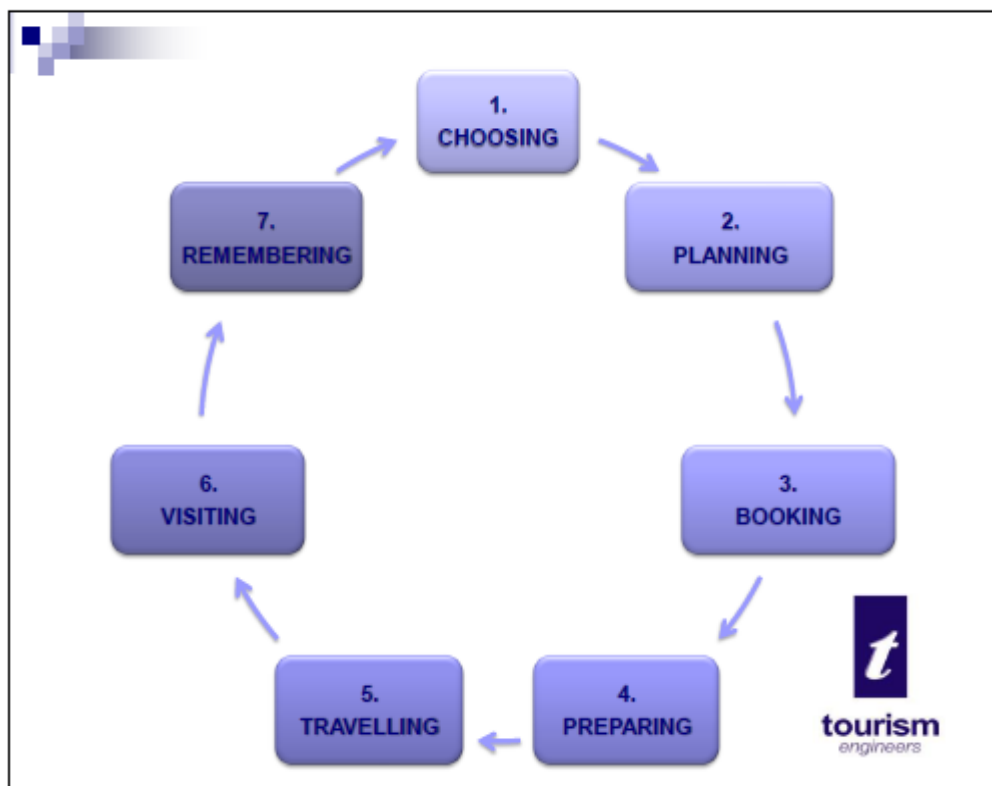 1.
CHOOSING
2.
PLANNING
3.
BOOKING
4.
PREPARING
5.
TRAVELLING
6.
VISITING
7.
REMEMBERING
t
tourism
engineers